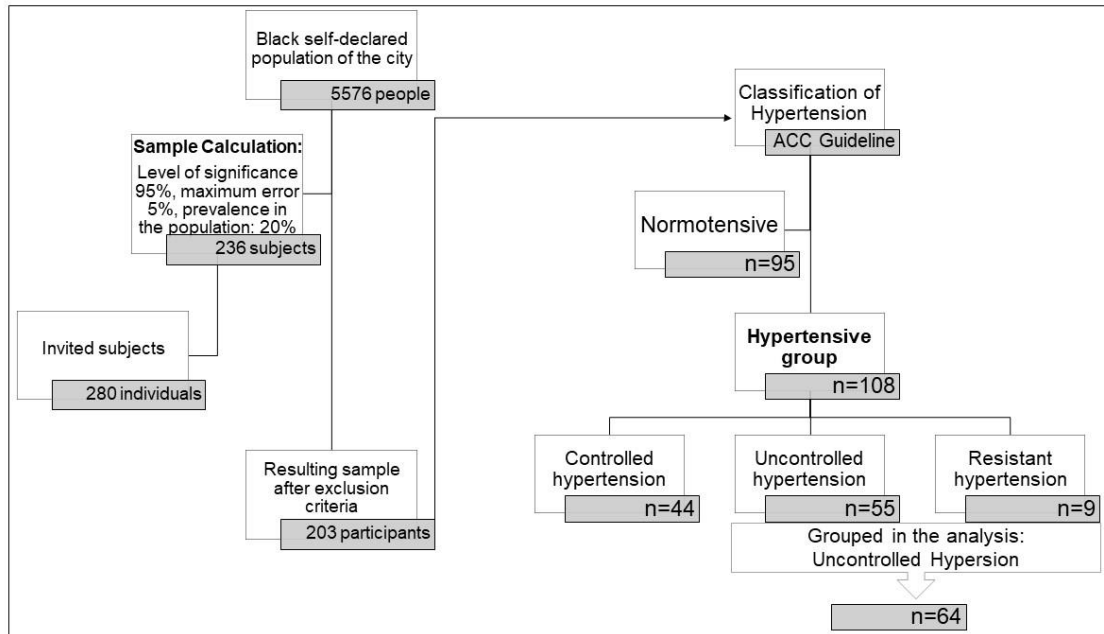 Black self-declared
population of the city
5576 people
Sample Calculation:
Level of significance
95%, maximum error
5%, prevalence in
the population: 20%
236 subjects
Invited subjects
280 individuals
Resulting sample
after exclusion
criteria
203 participants
Classification of
Hypertension
ACC Guideline
Normotensive
n=95
Hypertensive
group
n=108
Controlled
hypertension
n=44
Uncontrolled
hypertension
n=55
Resistant
hypertension
n=9
Grouped in the analysis:
Uncontrolled Hypersion
n=64